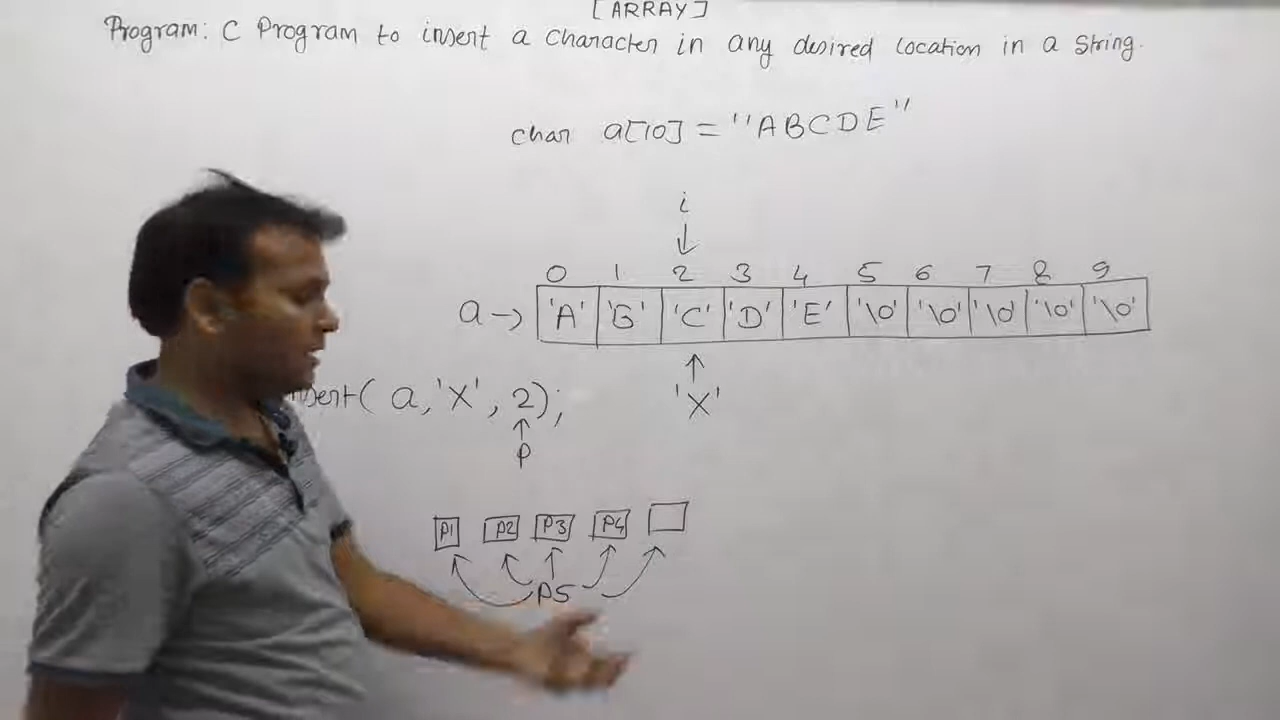 [ARRAY]
Program: C Program to insert a character in any desired location in a string.
char a[10] = "ABCDE"
i
0 1 2 3 4 5 6 7 8 9
a→ 'A' 'B' 'C' 'D' 'E' '\0' '\0' '\0' '\0' '\0'
nsert( a, 'X', 2);
'X'
P
P1 P2 P3 P4
P5